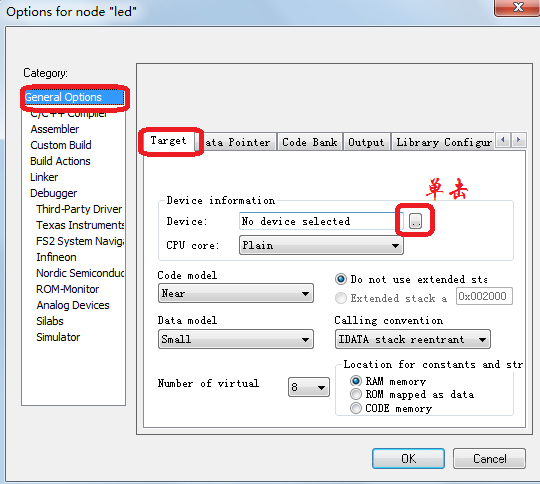 Options for node "led"
Category:
General Options
C/C++ Compiler
Assembler
Custom Build
Build Actions
Linker
Debugger
Third-Party Driver
Texas Instruments
FS2 System Naviga
Infineon
Nordic Semiconduc
ROM-Monitor
Analog Devices
Silabs
Simulator
Target
ata Pointer
Code Bank
Output
Library Configur
单击
Device information
Device:
No device selected
..
CPU core:
Plain
Code model
Near
Do not use extended sta
Extended stack a
0x002000
Data model
Small
Calling convention
IDATA stack reentrant
Number of virtual
8
Location for constants and str
RAM memory
ROM mapped as data
CODE memory
OK
Cancel